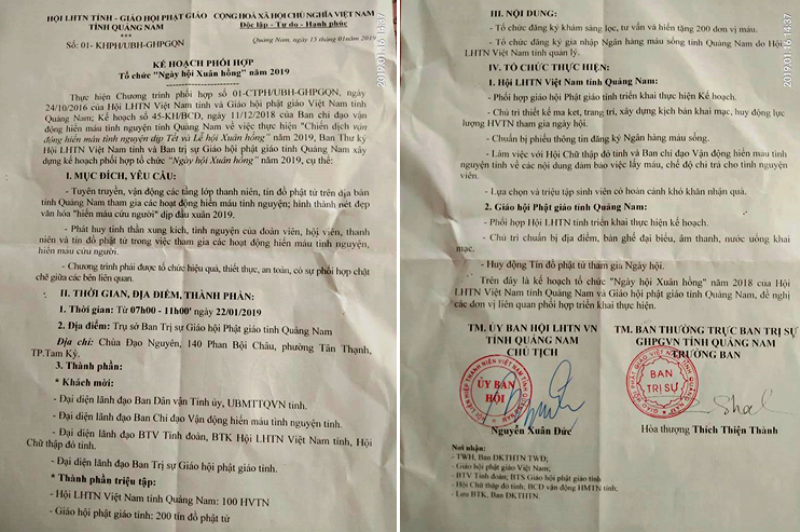 HỘI LHTN TỈNH - GIÁO HỘI PHẬT GIÁO
TỈNH QUẢNG NAM
***
Số: 01- KHPH/UBH-GHPGQN
CỘNG HOÀ XÃ HỘI CHỦ NGHĨA VIỆT NAM
Độc lập - Tự do - Hạnh phúc
Quảng Nam, ngày 15 tháng 01 năm 2019
2019.01.16 14:37
KẾ HOẠCH PHỐI HỢP
Tổ chức "Ngày hội Xuân hồng" năm 2019
Thực hiện Chương trình phối hợp số 01-CTPH/UBH-GHPGQN, ngày
24/10/2016 của Hội LHTN Việt Nam tỉnh và Giáo hội phật giáo Việt Nam tỉnh
Quảng Nam; Kế hoạch số 45-KH/BCĐ, ngày 11/12/2018 của Ban chỉ đạo vận
động hiến máu tình nguyện tỉnh Quảng Nam về việc thực hiện "Chiến dịch vận
động hiến máu tình nguyện dịp Tết và Lễ hội Xuân hồng" năm 2019, Ban Thư ký
Hội LHTN Việt Nam tỉnh và Ban Trị sự Giáo hội phật giáo tỉnh Quảng Nam xây
dựng kế hoạch phối hợp tổ chức "Ngày hội Xuân hồng" năm 2019, cụ thể:
I. MỤC ĐÍCH, YÊU CẦU:
- Tuyên truyền, vận động các tầng lớp thanh niên, tín đồ phật tử trên địa bàn
tỉnh Quảng Nam tham gia các hoạt động hiến máu tình nguyện; hình thành nét đẹp
văn hóa "hiến máu cứu người" dịp đầu xuân 2019.
- Phát huy tinh thần xung kích, tình nguyện của đoàn viên, hội viên, thanh
niên và tín đồ phật tử trong việc tham gia các hoạt động hiến máu tình nguyện,
hiến máu cứu người.
- Chương trình phải được tổ chức hiệu quả, thiết thực, an toàn, có sự phối hợp chặt
chẽ giữa các bên liên quan.
II. THỜI GIAN, ĐỊA ĐIỂM, THÀNH PHẦN:
1. Thời gian: Từ 07h00 - 11h00' ngày 22/01/2019
2. Địa điểm: Trụ sở Ban Trị sự Giáo hội Phật giáo tỉnh Quảng Nam
Địa chỉ: Chùa Đạo Nguyên, 140 Phan Bội Châu, phường Tân Thạnh,
TP.Tam Kỳ.
3. Thành phần:
* Khách mời:
- Đại diện lãnh đạo Ban Dân vận Tỉnh ủy, UBMTTQVN tỉnh.
- Đại diện lãnh đạo Ban Chỉ đạo Vận động hiến máu tình nguyện tỉnh.
- Đại diện lãnh đạo BTV Tỉnh đoàn, BTK Hội LHTN Việt Nam tỉnh, Hội
Chữ thập đỏ tỉnh.
- Đại diện lãnh đạo Ban Trị sự Giáo hội phật giáo tỉnh.
* Thành phần triệu tập:
- Hội LHTN Việt Nam tỉnh Quảng Nam: 100 HVTN
- Giáo hội phật giáo tỉnh: 200 tín đồ phật tử
III. NỘI DUNG:
- Tổ chức đăng ký khám sáng lọc, tư vấn và hiến tặng 200 đơn vị máu.
- Tổ chức đăng ký gia nhập Ngân hàng máu sống tỉnh Quảng Nam do Hội
LHTN Việt Nam tỉnh quản lý.
2019.01.16 14:37
IV. TỔ CHỨC THỰC HIỆN:
1. Hội LHTN Việt Nam tỉnh Quảng Nam:
- Phối hợp giáo hội Phật giáo tỉnh triển khai thực hiện Kế hoạch.
- Chủ trì thiết kế ma ket, trang trí, xây dựng kịch bản khai mạc, huy động lực
lượng HVTN tham gia ngày hội.
- Chuẩn bị phiếu thông tin đăng ký Ngân hàng máu sống.
- Làm việc với Hội Chữ thập đỏ tỉnh và Ban chỉ đạo Vận động hiến máu tình
nguyện tỉnh về các nội dung đảm bảo việc lấy máu, chế độ chi trả cho tình nguyện
viên.
- Lựa chọn và triệu tập sinh viên có hoàn cảnh khó khăn nhận quà.
2. Giáo hội Phật giáo tỉnh Quảng Nam:
- Phối hợp Hội LHTN tỉnh triển khai thực hiện kế hoạch.
- Chủ trì chuẩn bị địa điểm, bàn ghế đại biểu, âm thanh, nước uống khai
mạc.
- Huy động Tín đồ phật tử tham gia Ngày hội.
Trên đây là kế hoạch tổ chức "Ngày hội Xuân hồng" năm 2018 của Hội
LHTN Việt Nam tỉnh Quảng Nam và Giáo hội phật giáo tỉnh Quảng Nam, đề nghị
các đơn vị liên quan phối hợp triển khai thực hiện.
TM. ỦY BAN HỘI LHTN VN
TỈNH QUẢNG NAM
CHỦ TỊCH
ỦY BAN
HỘI
Nguyễn Xuân Đức
TM. BAN THƯỜNG TRỰC BAN TRỊ SỰ
GHPGVN TỈNH QUẢNG NAM
TRƯỞNG BAN
BAN
TRỊ SỰ
Hòa thượng Thích Thiện Thành
Nơi nhận:
- TWH, Ban DKTHTN TWĐ;
- Giáo hội phật giáo Việt Nam;
- BTV Tỉnh đoàn; BTS Giáo hội phật giáo tỉnh
- Hội Chữ thập đỏ tỉnh, BCĐ vận động HMTN tỉnh;
- Lưu BTK, Ban ĐKTHTN.